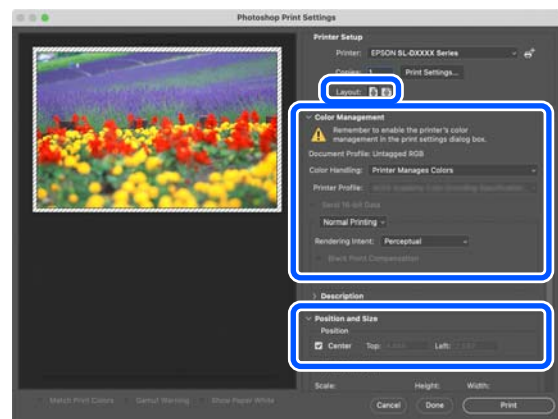 Photoshop Print Settings
Printer Setup
Printer: EPSON SL-DXXXX Series
Copies: 1 Print Settings...
Layout:
Color Management
Remember to enable the printer's color
management in the print settings dialog box.
Document Profile: Untagged RGB
Color Handling: Printer Manages Colors
Printer Profile:
Send 16-bit Data
Normal Printing
Rendering Intent: Perceptual
Black Point Compensation
Description
Position and Size
Position
Center Top: Left:
Scale: Height: Width:
Match Print Colors Gamut Warning Show Paper White
Cancel Done Print